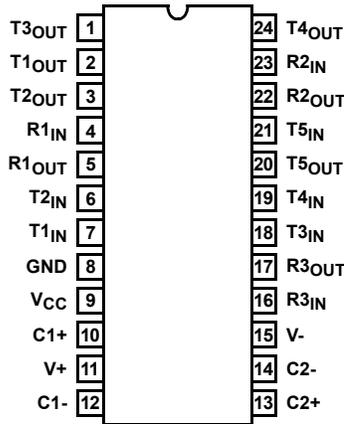 T3OUT 1 24 T4OUT
T1OUT 2 23 R2IN
T2OUT 3 22 R2OUT
R1IN 4 21 T5IN
R1OUT 5 20 T5OUT
T2IN 6 19 T4IN
T1IN 7 18 T3IN
GND 8 17 R3OUT
VCC 9 16 R3IN
C1+ 10 15 V-
V+ 11 14 C2-
C1- 12 13 C2+